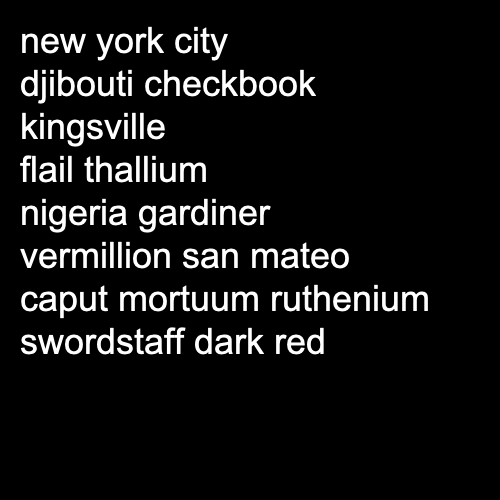 new york city
djibouti checkbook
kingsville
flail thallium
nigeria gardiner
vermillion san mateo
caput mortuum ruthenium
swordstaff dark red